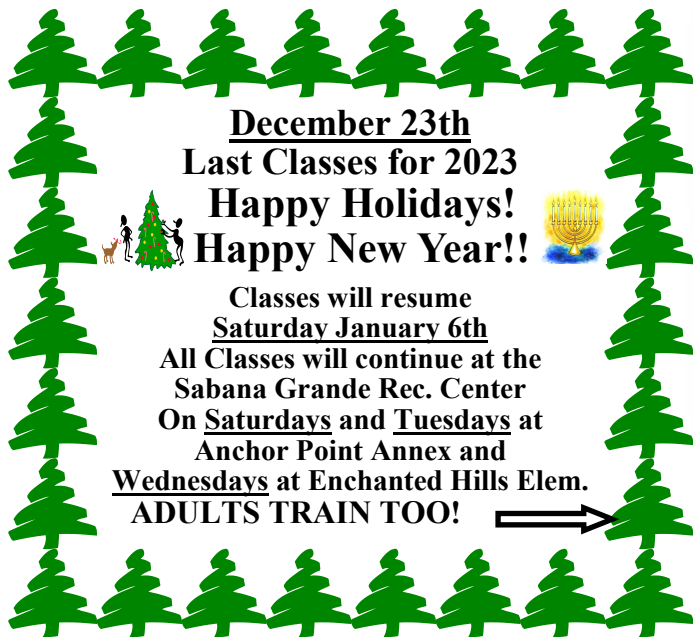 December 23th
Last Classes for 2023
Happy Holidays!
Happy New Year!!
Classes will resume
Saturday January 6th
All Classes will continue at the
Sabana Grande Rec. Center
On Saturdays and Tuesdays at
Anchor Point Annex and
Wednesdays at Enchanted Hills Elem.
ADULTS TRAIN TOO!